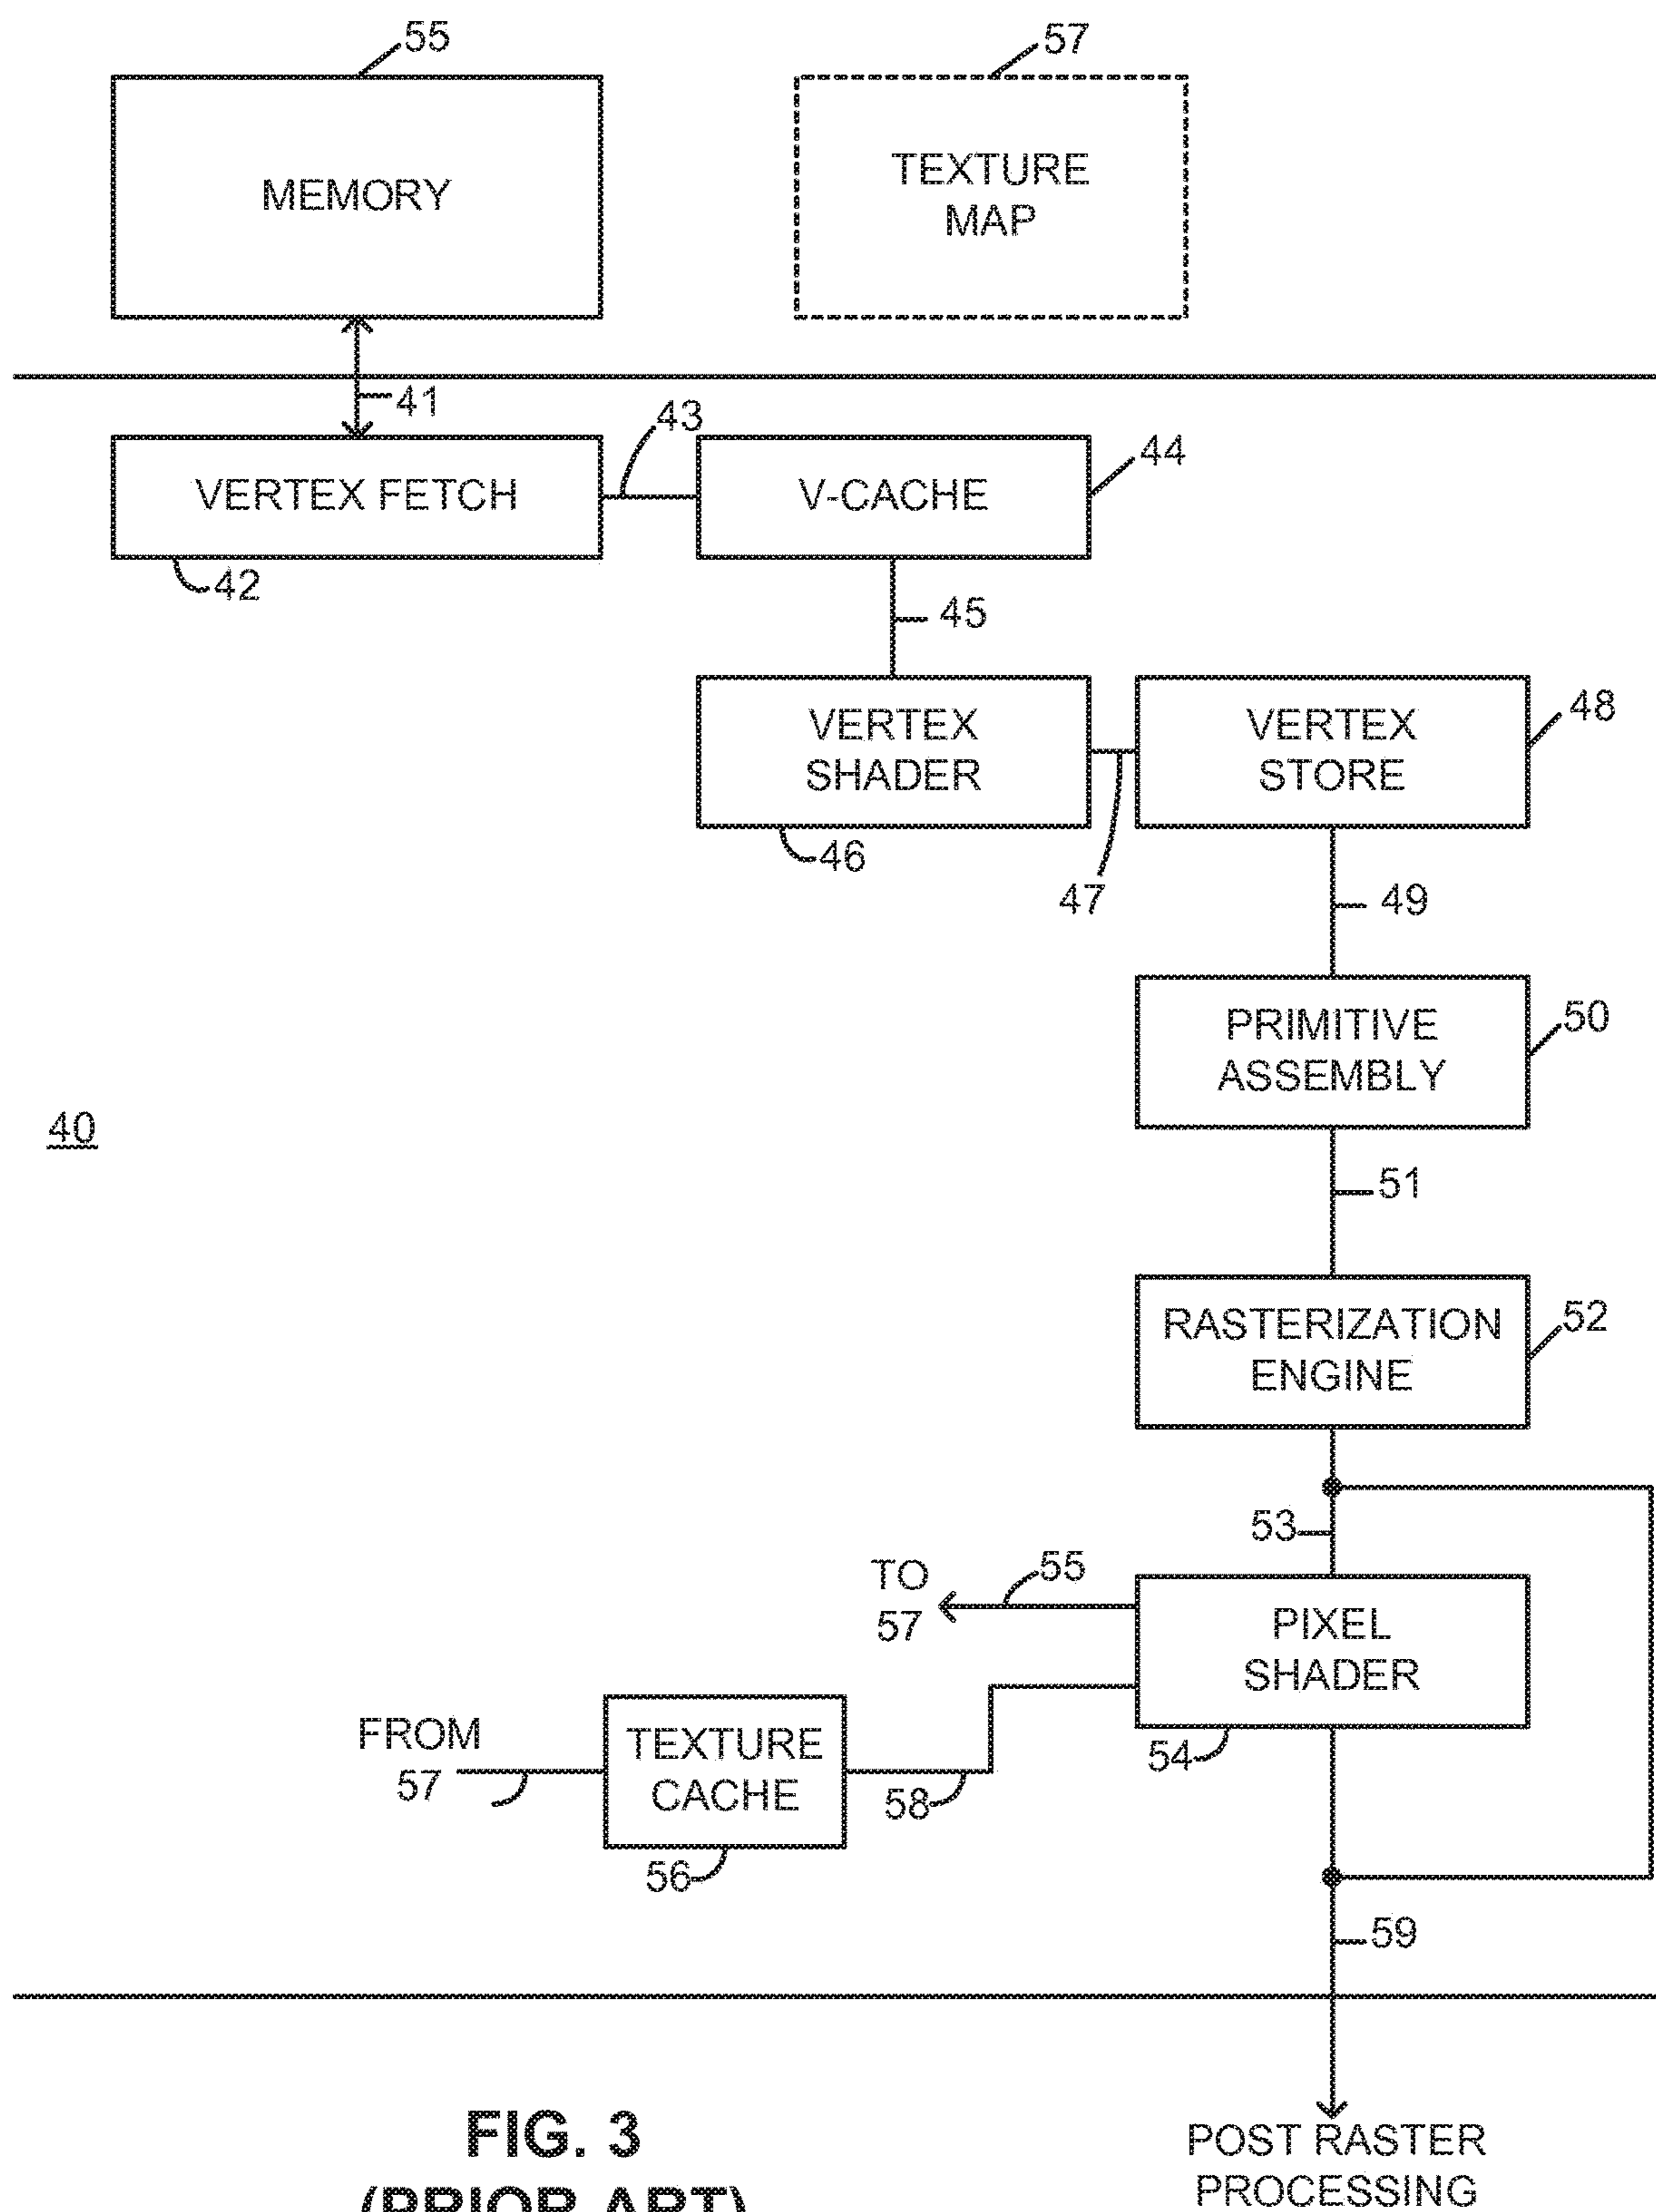 55
57
MEMORY
TEXTURE
MAP
41
43
VERTEX FETCH
V-CACHE
44
42
45
VERTEX
SHADER
VERTEX
STORE
48
46
47
49
PRIMITIVE
ASSEMBLY
50
40
51
RASTERIZATION
ENGINE
52
53
TO
57
55
PIXEL
SHADER
54
FROM
57
TEXTURE
CACHE
58
56
59
FIG. 3
(PRIOR ART)
POST RASTER
PROCESSING